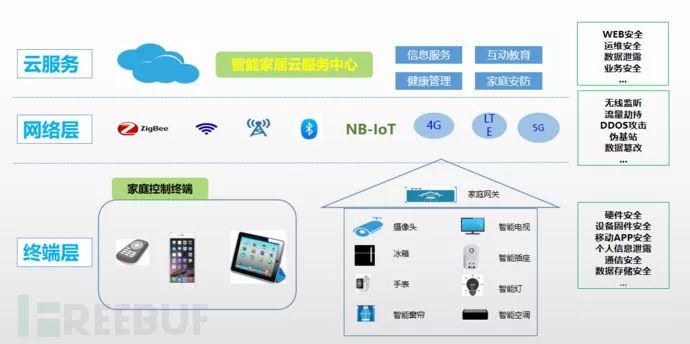 云服务
智能家居云服务中心
信息服务
互动教育
健康管理
家庭安防
WEB安全
运维安全
数据泄露
业务安全
...
网络层
ZigBee
NB-IoT
4G
LT
E
5G
无线监听
流量劫持
DDOS攻击
伪基站
数据篡改
...
终端层
家庭控制终端
家庭网关
摄像头
智能电视
冰箱
智能插座
手表
智能灯
智能窗帘
智能空调
硬件安全
设备固件安全
移动APP安全
个人信息泄露
通信安全
数据存储安全
...
FREEBUF